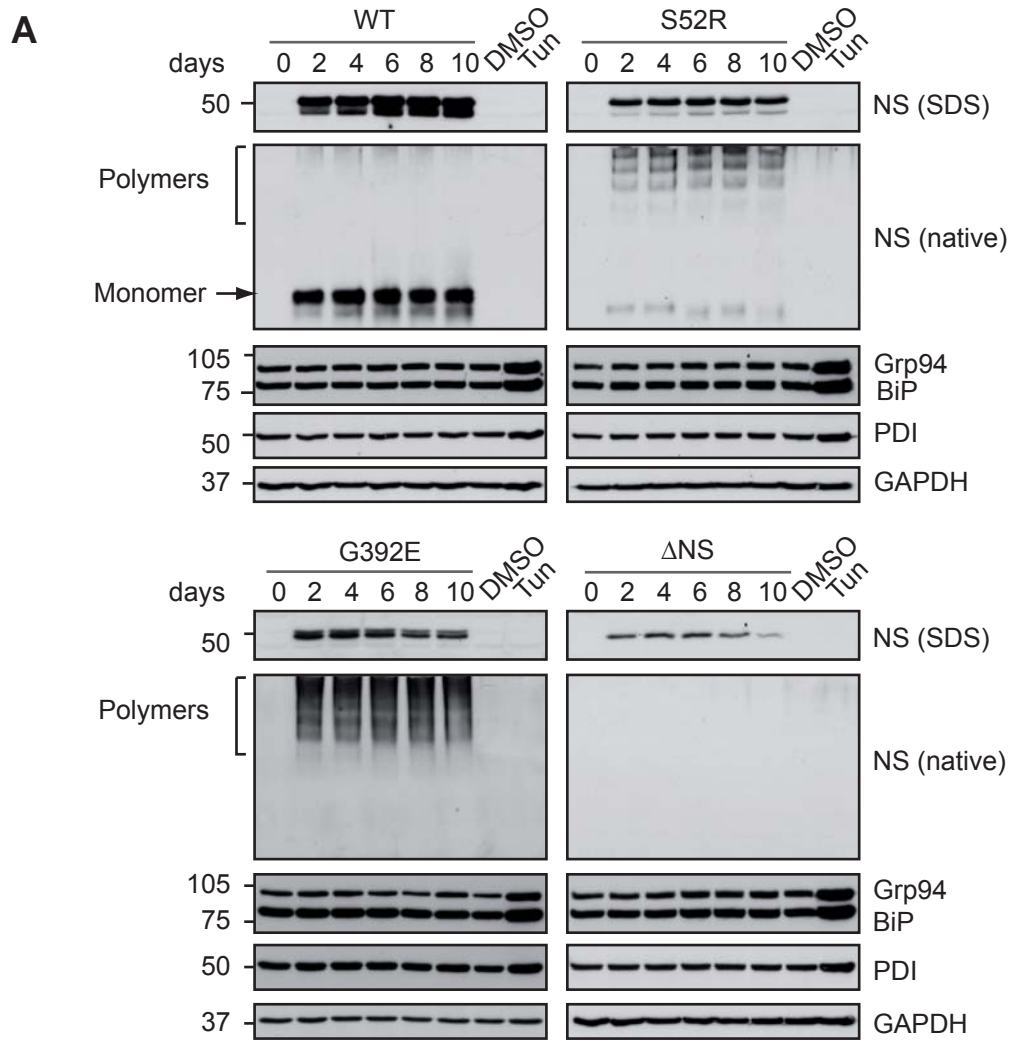 A
WT
S52R
days 0 2 4 6 8 10 DMSO Tun 0 2 4 6 8 10 DMSO Tun
50 NS (SDS)
Polymers
NS (native)
Monomer
105 Grp94
75 BiP
50 PDI
37 GAPDH
G392E
ΔNS
days 0 2 4 6 8 10 DMSO Tun 0 2 4 6 8 10 DMSO Tun
50 NS (SDS)
Polymers
NS (native)
105 Grp94
75 BiP
50 PDI
37 GAPDH